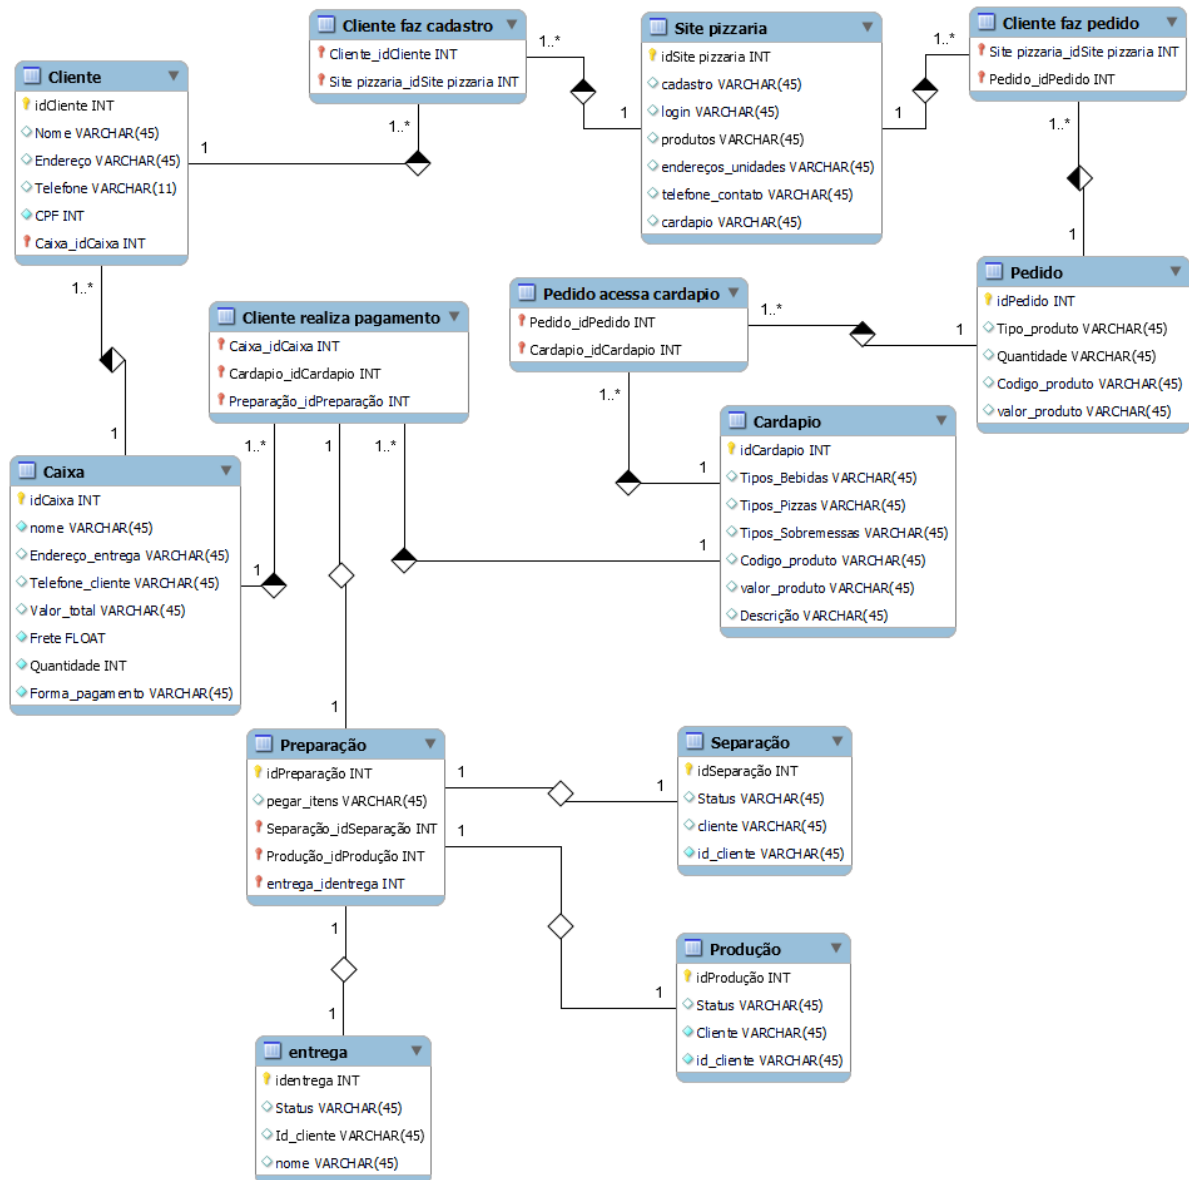 Cliente faz cadastro
Cliente_idCliente INT
Site pizzaria_idSite pizzaria INT
1..*
1..*
Site pizzaria
idSite pizzaria INT
cadastro VARCHAR(45)
login VARCHAR(45)
produtos VARCHAR(45)
endereços_unidades VARCHAR(45)
telefone_contato VARCHAR(45)
cardapio VARCHAR(45)
1
1
Cliente faz pedido
Site pizzaria_idSite pizzaria INT
Pedido_idPedido INT
1..*
1..*
1
Cliente
idCliente INT
Nome VARCHAR(45)
Endereço VARCHAR(45)
Telefone VARCHAR(11)
CPF INT
Caixa_idCaixa INT
1
1..*
1
Cliente realiza pagamento
Caixa_idCaixa INT
Cardapio_idCardapio INT
Preparação_idPreparação INT
1..*
1
1..*
Pedido acessa cardapio
Pedido_idPedido INT
Cardapio_idCardapio INT
1..*
1..*
1
Pedido
idPedido INT
Tipo_produto VARCHAR(45)
Quantidade VARCHAR(45)
Codigo_produto VARCHAR(45)
valor_produto VARCHAR(45)
Cardapio
idCardapio INT
Tipos_Bebidas VARCHAR(45)
Tipos_Pizzas VARCHAR(45)
Tipos_Sobremessas VARCHAR(45)
Codigo_produto VARCHAR(45)
valor_produto VARCHAR(45)
Descrição VARCHAR(45)
1
1
Caixa
idCaixa INT
nome VARCHAR(45)
Endereço_entrega VARCHAR(45)
Telefone_cliente VARCHAR(45)
Valor_total VARCHAR(45)
Frete FLOAT
Quantidade INT
Forma_pagamento VARCHAR(45)
1
1
Preparação
idPreparação INT
pegar_itens VARCHAR(45)
Separação_idSeparação INT
Produção_idProdução INT
entrega_identrega INT
1
1
1
Separação
idSeparação INT
Status VARCHAR(45)
cliente VARCHAR(45)
id_cliente VARCHAR(45)
1
Produção
idProdução INT
Status VARCHAR(45)
Cliente VARCHAR(45)
id_cliente VARCHAR(45)
1
1
entrega
identrega INT
Status VARCHAR(45)
Id_cliente VARCHAR(45)
nome VARCHAR(45)